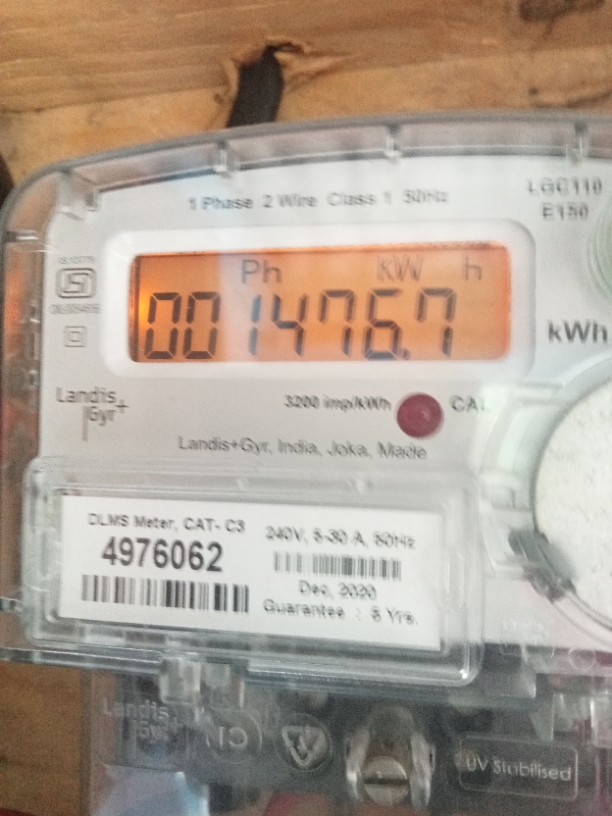 LGC110
E150
1 Phase 2 Wire Class 1 50Hz
Ph KW h
001476.7
kWh
Landis
Gyr+
3200 imp/kWh
CAL
Landis+Gyr, India, Joka, Made
DLMS Meter, CAT- C3
4976062
240V, 5-30 A, 50Hz
Dec, 2020
Guarantee : 5 Yrs.
Landis
Gyr+
UV Stabilised